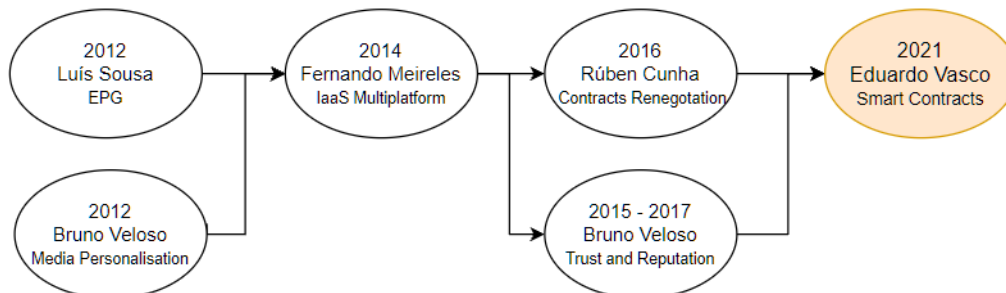 2012
Luís Sousa
EPG
2014
Fernando Meireles
IaaS Multiplatform
2016
Rúben Cunha
Contracts Renegotation
2021
Eduardo Vasco
Smart Contracts
2012
Bruno Veloso
Media Personalisation
2015 - 2017
Bruno Veloso
Trust and Reputation